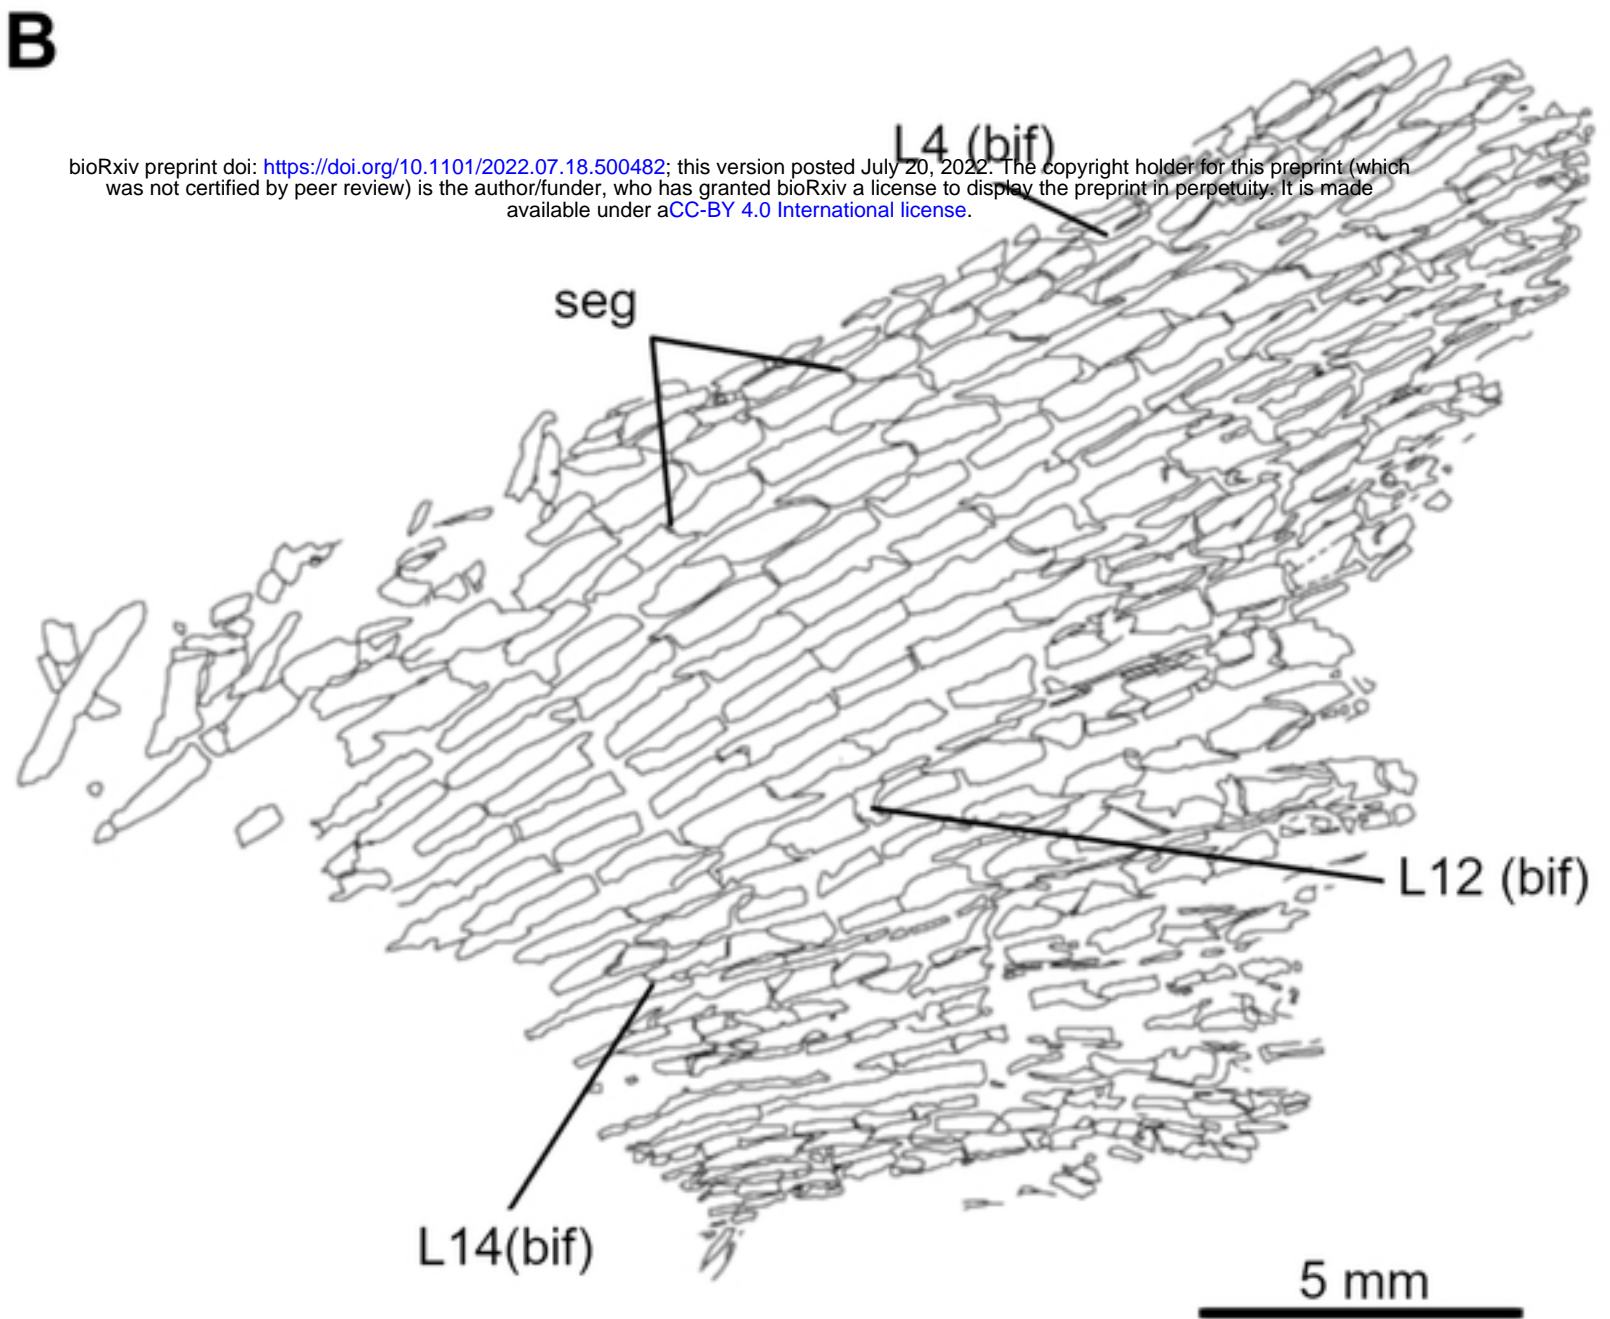 B
L4 (bif)
bioRxiv preprint doi: https://doi.org/10.1101/2022.07.18.500482; this version posted July 20, 2022. The copyright holder for this preprint (which
was not certified by peer review) is the author/funder, who has granted bioRxiv a license to display the preprint in perpetuity. It is made
available under aCC-BY 4.0 International license.
seg
L12 (bif)
L14(bif)
5 mm